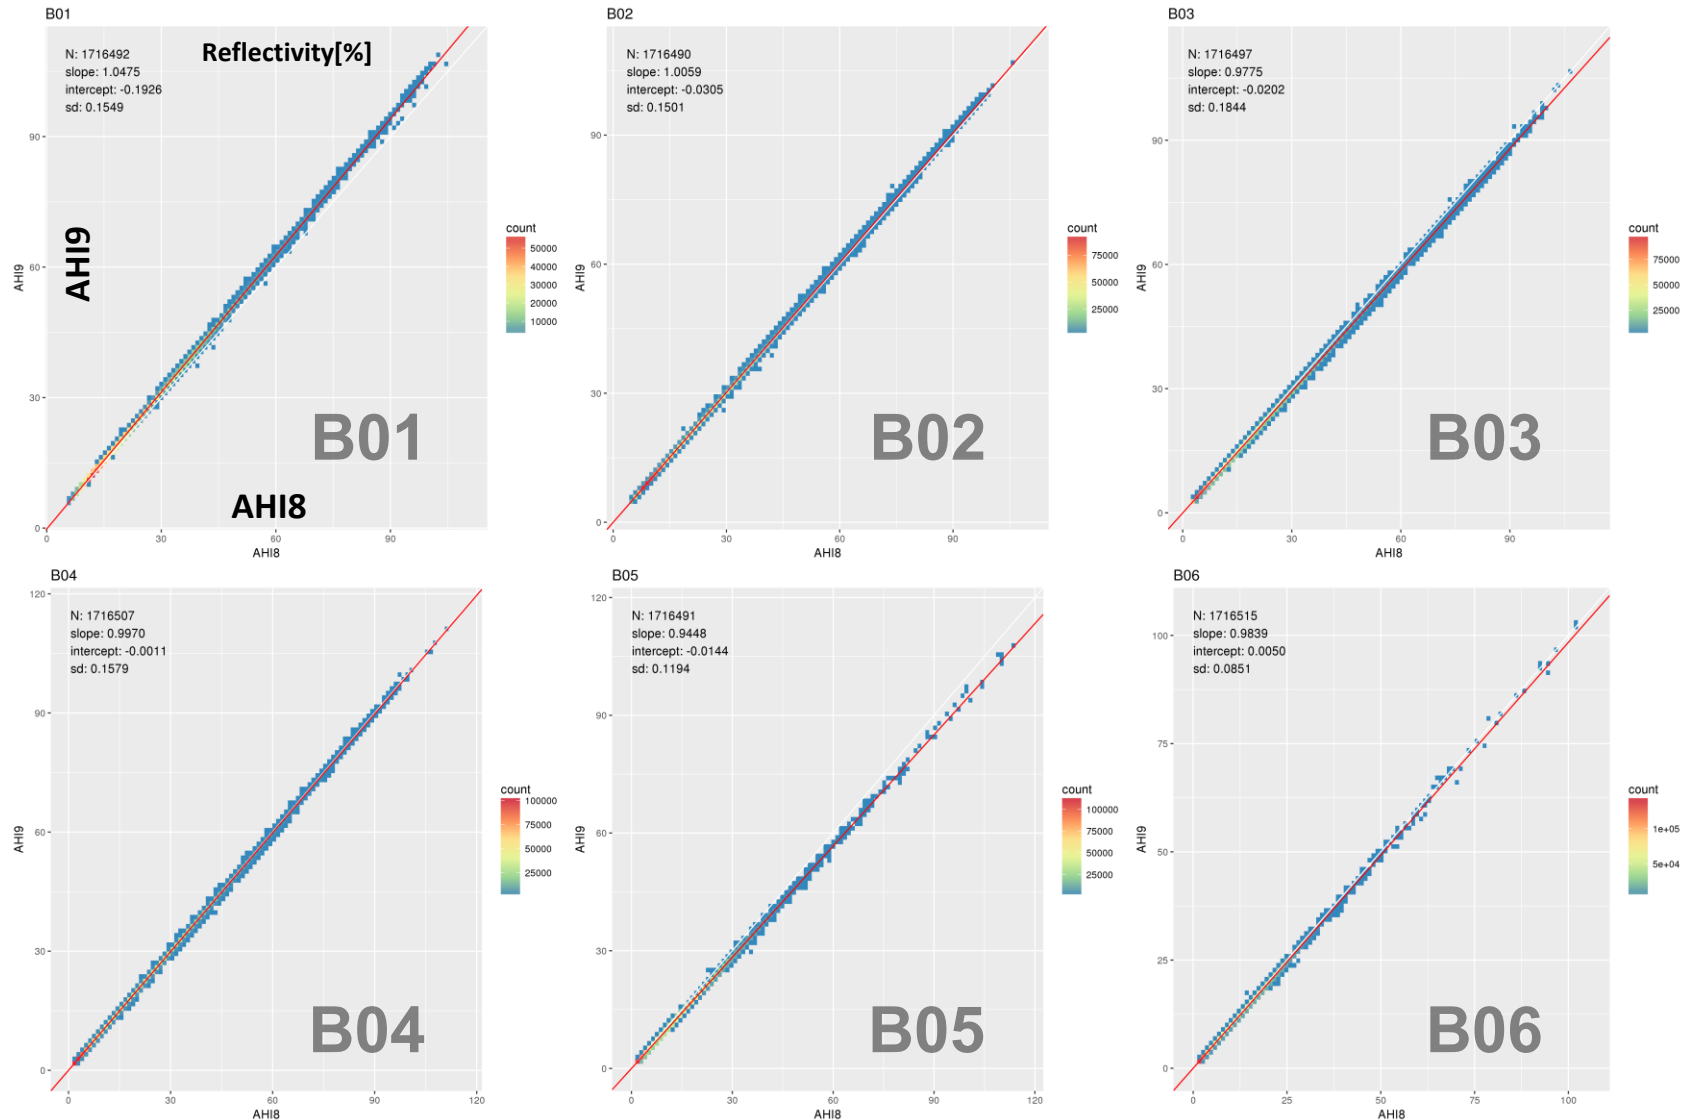 B01
N: 1716492
slope: 1.0475
intercept: -0.1926
sd: 0.1549
Reflectivity[%]
AHI9
AHI9
90
60
30
0
count
50000
40000
30000
20000
10000
B01
AHI8
0 30 60 90
AHI8
B02
N: 1716490
slope: 1.0059
intercept: -0.0305
sd: 0.1501
AHI9
90
60
30
0
count
75000
50000
25000
B02
0 30 60 90
AHI8
B03
N: 1716497
slope: 0.9775
intercept: -0.0202
sd: 0.1844
AHI9
90
60
30
0
count
75000
50000
25000
B03
0 30 60 90
AHI8
B04
N: 1716507
slope: 0.9970
intercept: -0.0011
sd: 0.1579
AHI9
120
90
60
30
0
count
100000
75000
50000
25000
B04
0 30 60 90 120
AHI8
B05
N: 1716491
slope: 0.9448
intercept: -0.0144
sd: 0.1194
AHI9
120
90
60
30
0
count
100000
75000
50000
25000
B05
0 30 60 90 120
AHI8
B06
N: 1716515
slope: 0.9839
intercept: 0.0050
sd: 0.0851
AHI9
100
75
50
25
0
count
1e+05
5e+04
B06
0 25 50 75 100
AHI8